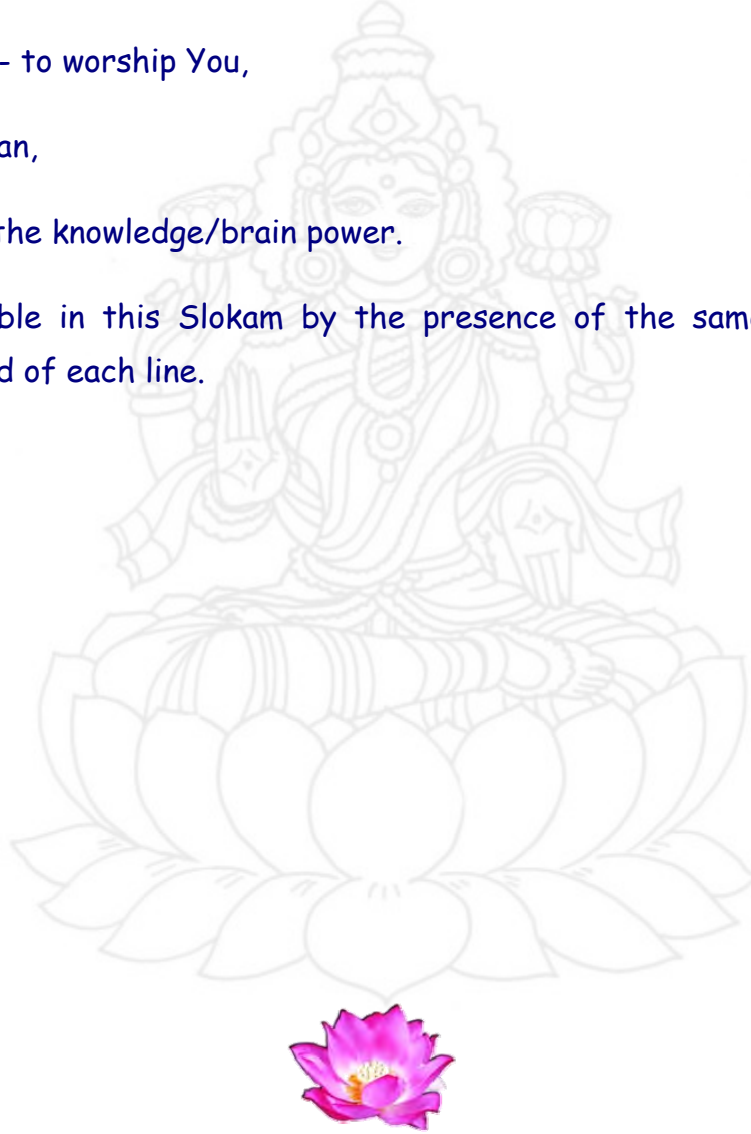 - to worship You,
an,
the knowledge/brain power.
ble in this Slokam by the presence of the same
d of each line.